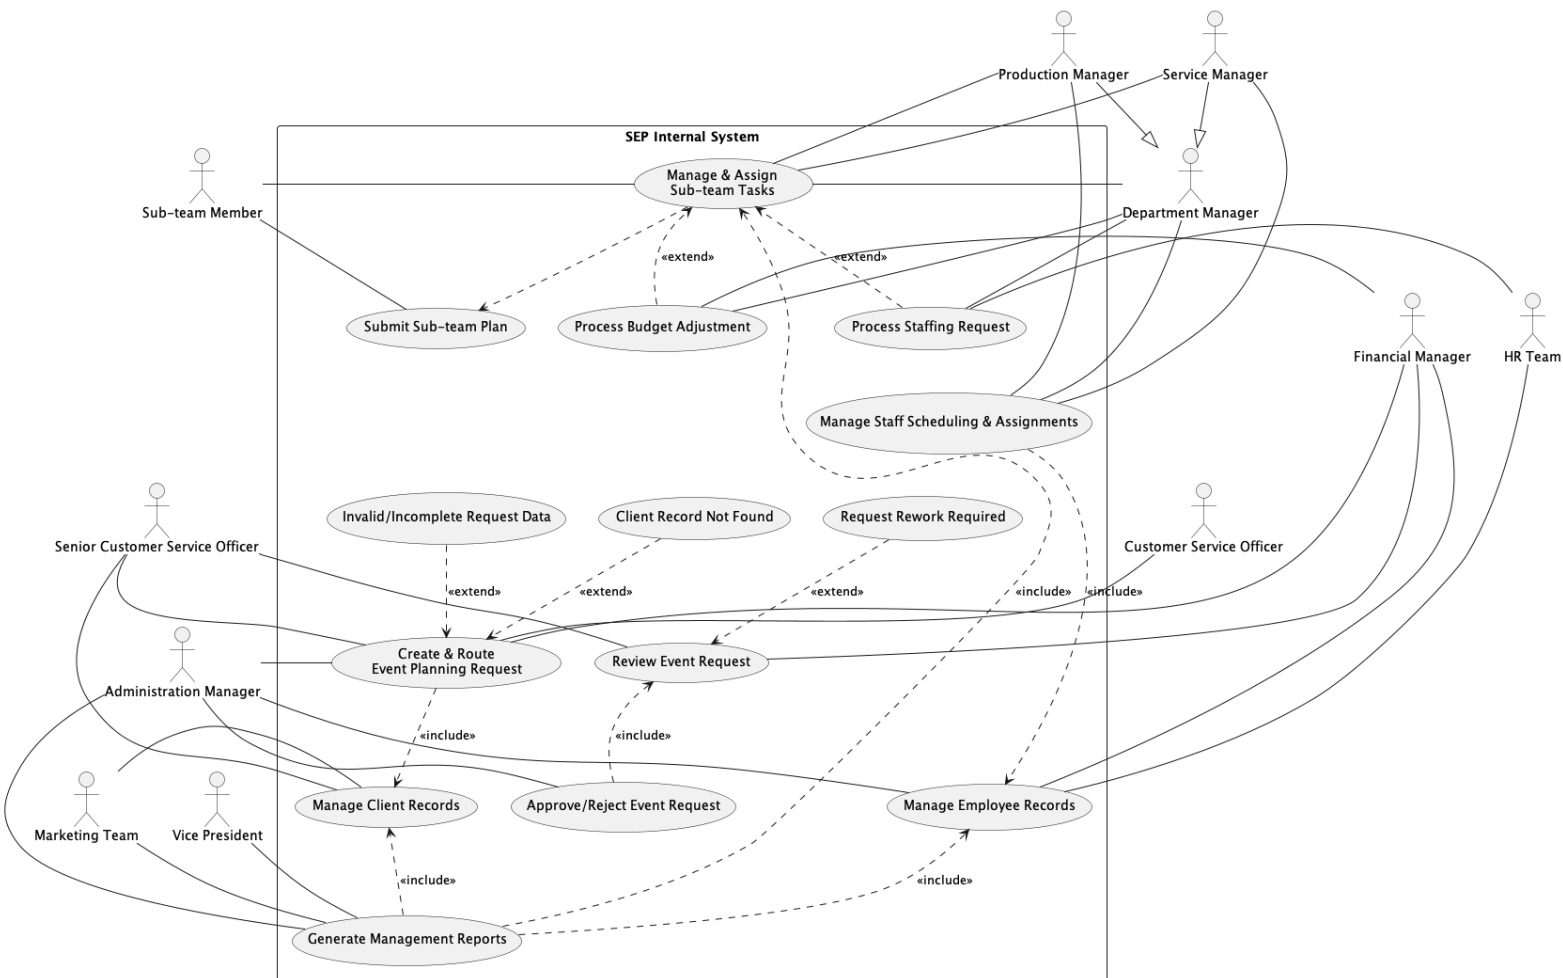 Production Manager
Service Manager
SEP Internal System
Manage & Assign
Sub-team Tasks
Sub-team Member
Department Manager
«extend»
«extend»
Submit Sub-team Plan
Process Budget Adjustment
Process Staffing Request
Financial Manager
HR Team
Manage Staff Scheduling & Assignments
Invalid/Incomplete Request Data
Client Record Not Found
Request Rework Required
Senior Customer Service Officer
Customer Service Officer
«extend»
«extend»
«extend»
«include»
«include»
Create & Route
Event Planning Request
Review Event Request
Administration Manager
«include»
«include»
Manage Client Records
Approve/Reject Event Request
Manage Employee Records
Marketing Team
Vice President
«include»
«include»
Generate Management Reports